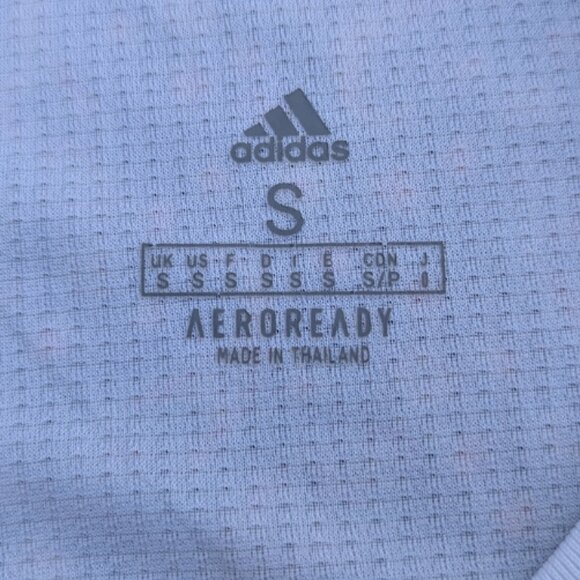 adidas
S
UK US F D I E CDN J
S S S S S S S/P
AEROREADY
MADE IN THAILAND